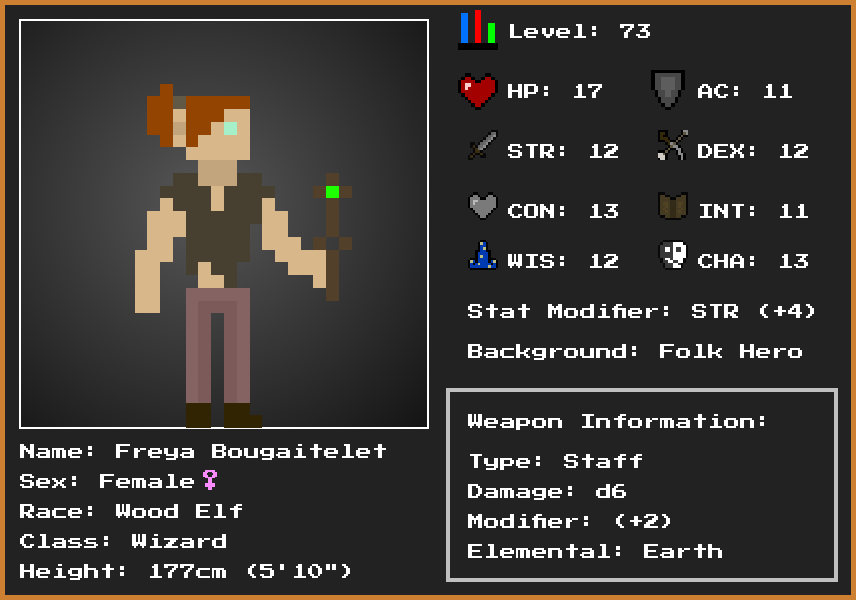 Level: 73
HP: 17 AC: 11
STR: 12 DEX: 12
CON: 13 INT: 11
WIS: 12 CHA: 13
Stat Modifier: STR (+4)
Background: Folk Hero
Weapon Information:
Type: Staff
Damage: d6
Modifier: (+2)
Elemental: Earth
Name: Freya Bougaitelet
Sex: Female♀
Race: Wood Elf
Class: Wizard
Height: 177cm (5'10")